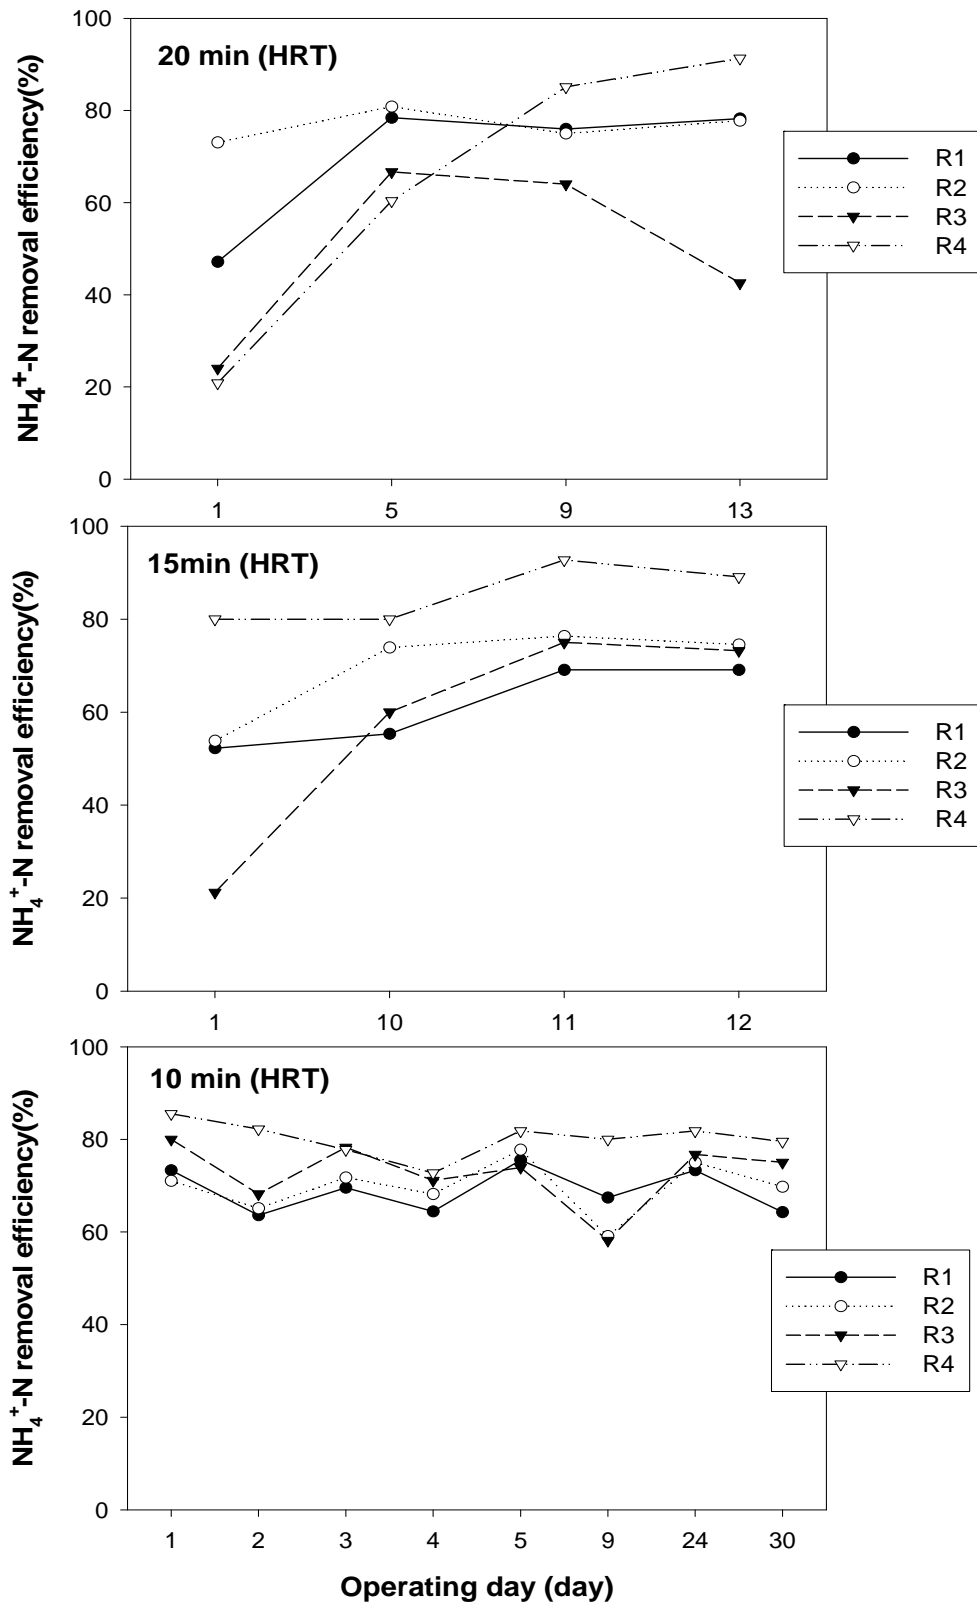 20 min (HRT)
NH4+-N removal efficiency(%)
100
80
60
40
20
0
1 5 9 13
R1
R2
R3
R4
15min (HRT)
NH4+-N removal efficiency(%)
100
80
60
40
20
0
1 10 11 12
R1
R2
R3
R4
10 min (HRT)
NH4+-N removal efficiency(%)
100
80
60
40
20
0
1 2 3 4 5 9 24 30
R1
R2
R3
R4
Operating day (day)